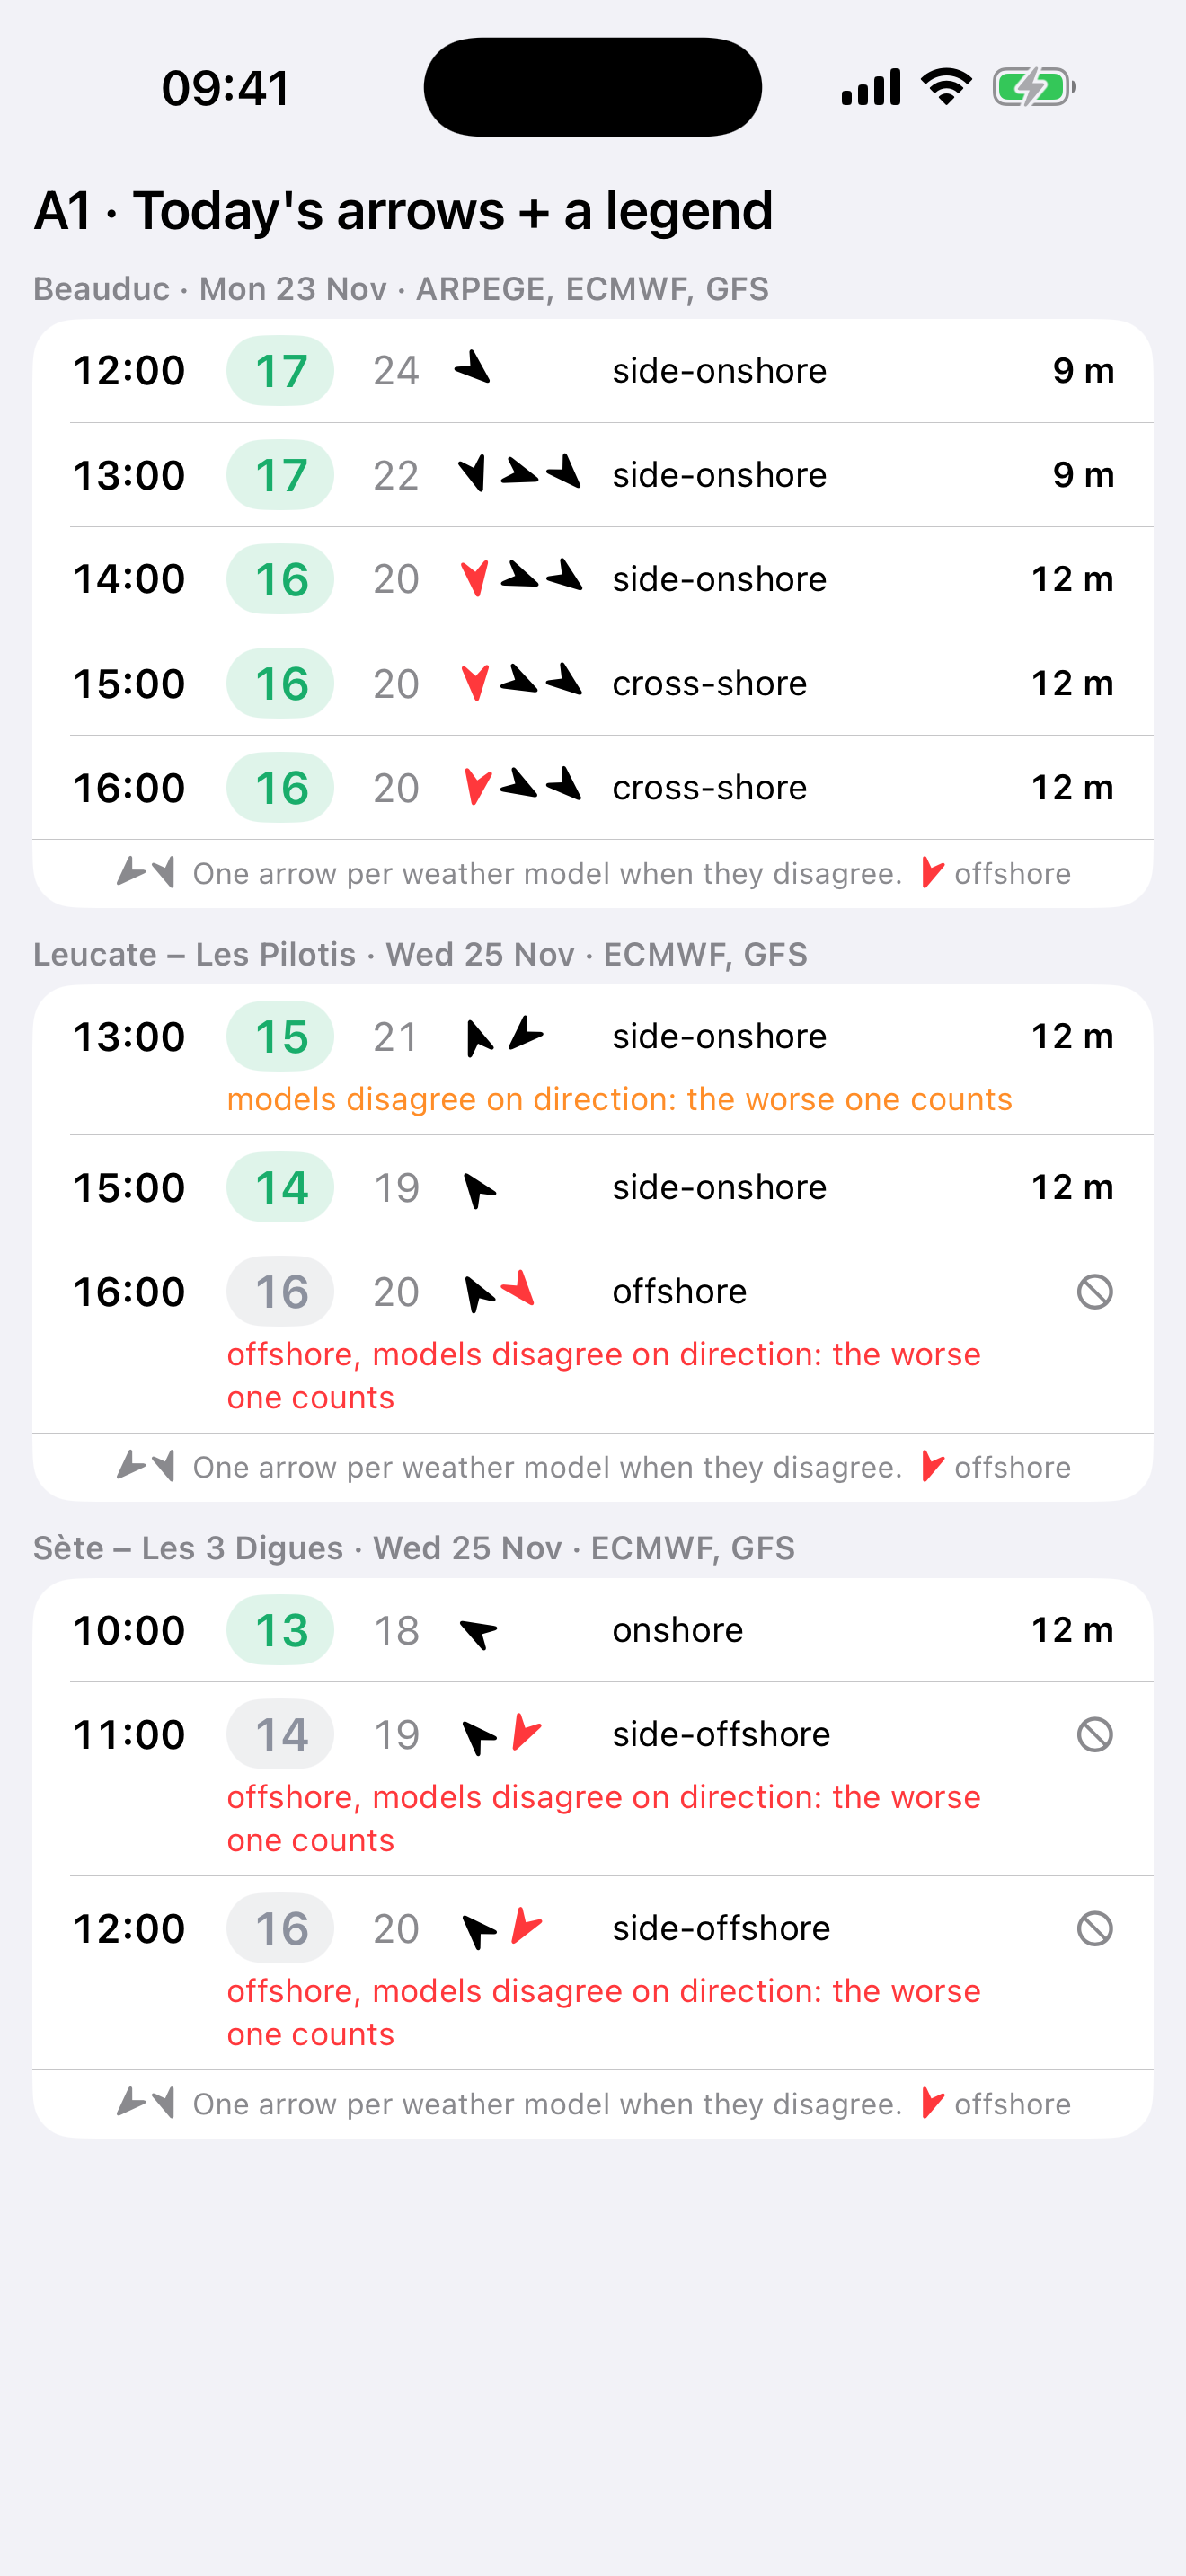 09:41
A1 · Today's arrows + a legend
Beauduc · Mon 23 Nov · ARPEGE, ECMWF, GFS
12:00 17 24 side-onshore 9 m
13:00 17 22 side-onshore 9 m
14:00 16 20 side-onshore 12 m
15:00 16 20 cross-shore 12 m
16:00 16 20 cross-shore 12 m
One arrow per weather model when they disagree. offshore
Leucate – Les Pilotis · Wed 25 Nov · ECMWF, GFS
13:00 15 21 side-onshore 12 m
models disagree on direction: the worse one counts
15:00 14 19 side-onshore 12 m
16:00 16 20 offshore
offshore, models disagree on direction: the worse
one counts
One arrow per weather model when they disagree. offshore
Sète – Les 3 Digues · Wed 25 Nov · ECMWF, GFS
10:00 13 18 onshore 12 m
11:00 14 19 side-offshore
offshore, models disagree on direction: the worse
one counts
12:00 16 20 side-offshore
offshore, models disagree on direction: the worse
one counts
One arrow per weather model when they disagree. offshore